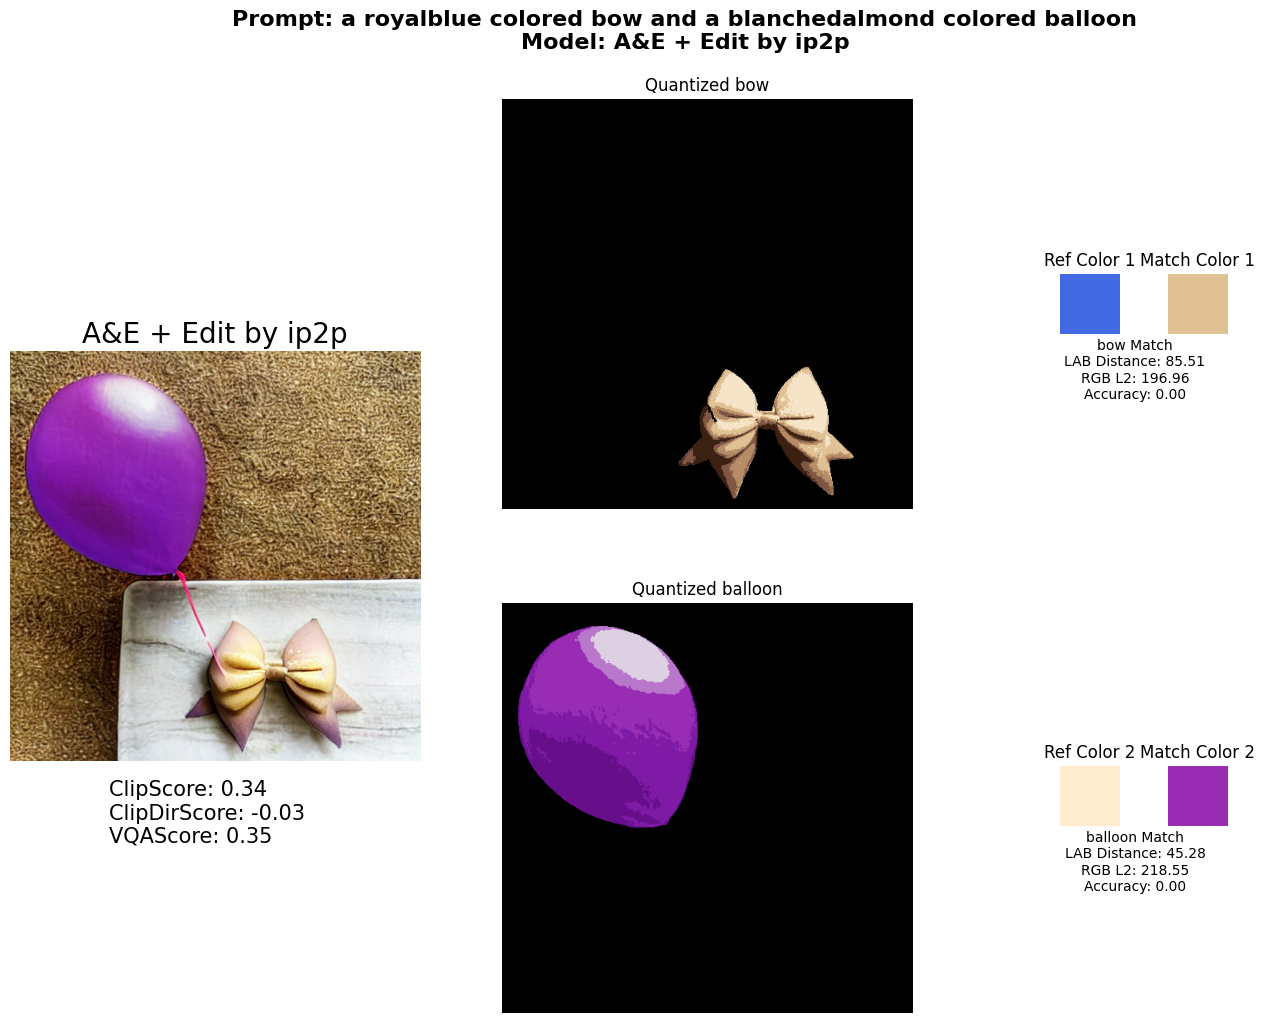 Prompt: a royalblue colored bow and a blanchedalmond colored balloon
Model: A&E + Edit by ip2p
Quantized bow
Ref Color 1 Match Color 1
bow Match
LAB Distance: 85.51
RGB L2: 196.96
Accuracy: 0.00
A&E + Edit by ip2p
ClipScore: 0.34
ClipDirScore: -0.03
VQAScore: 0.35
Quantized balloon
Ref Color 2 Match Color 2
balloon Match
LAB Distance: 45.28
RGB L2: 218.55
Accuracy: 0.00